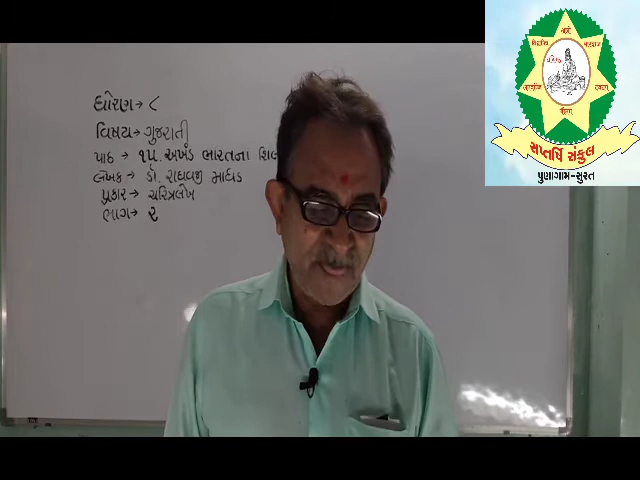 ધોરણ → ૮
વિષય → ગુજરાતી
પાઠ → ૧૫. અખંડ ભારતના શિલ
લેખક → ડૉ. રાઘવજી માધડ
પ્રકાર → ચરિત્રલેખ
ભાગ → ૨
સપ્તર્ષિ સંકુલ
પુણાગામ-સુરત